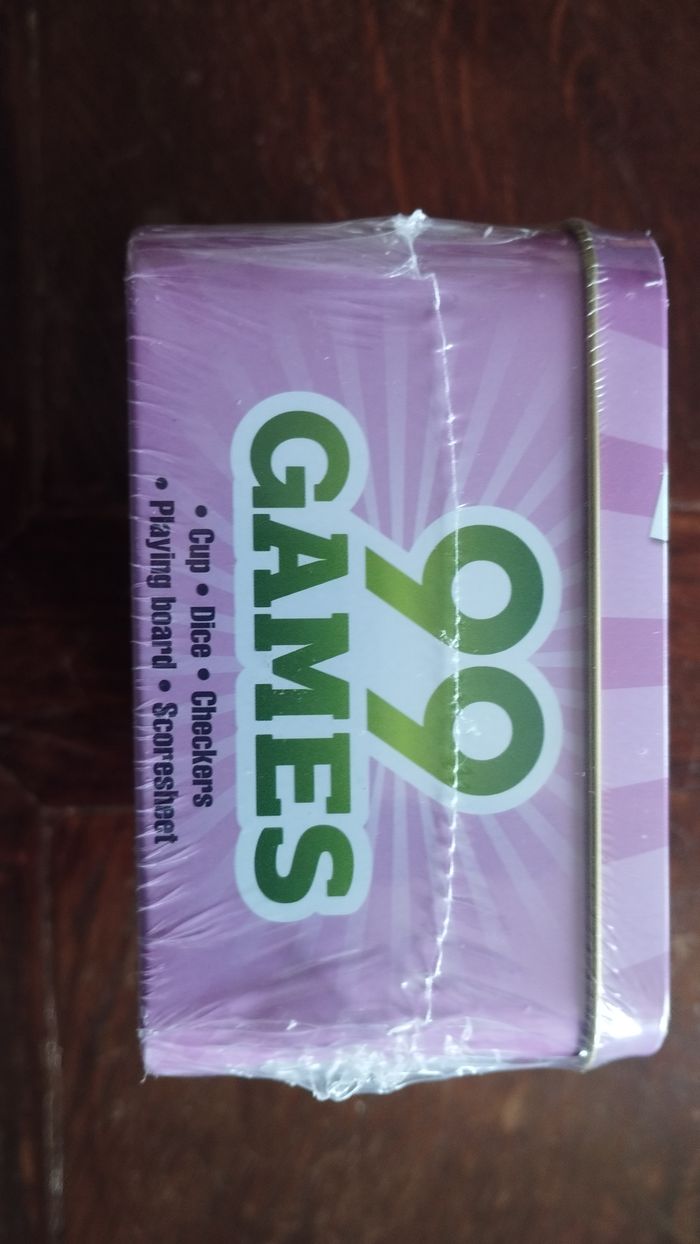 99
GAMES
• Cup • Dice • Checkers
• Playing board • Scoresheet